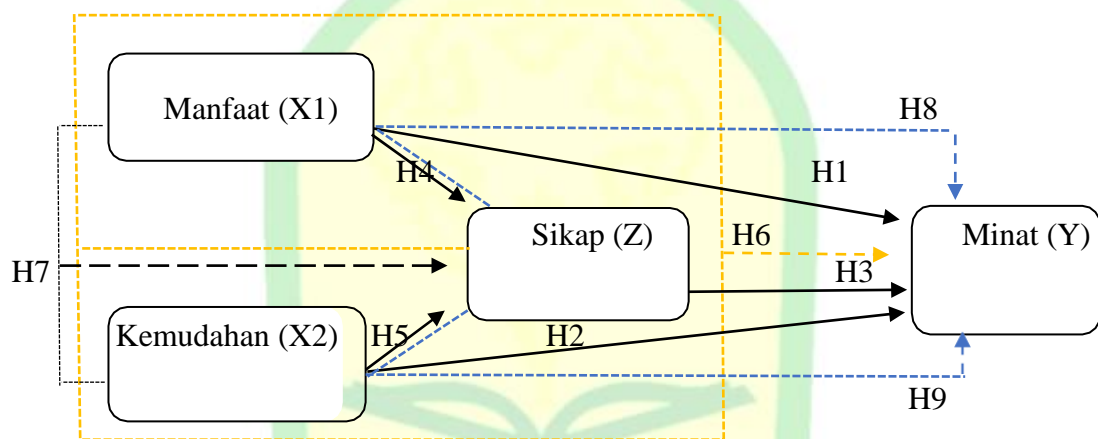 Manfaat (X1)
H8
H4
H1
Sikap (Z)
H6
Minat (Y)
H7
H3
Kemudahan (X2)
H5
H2
H9